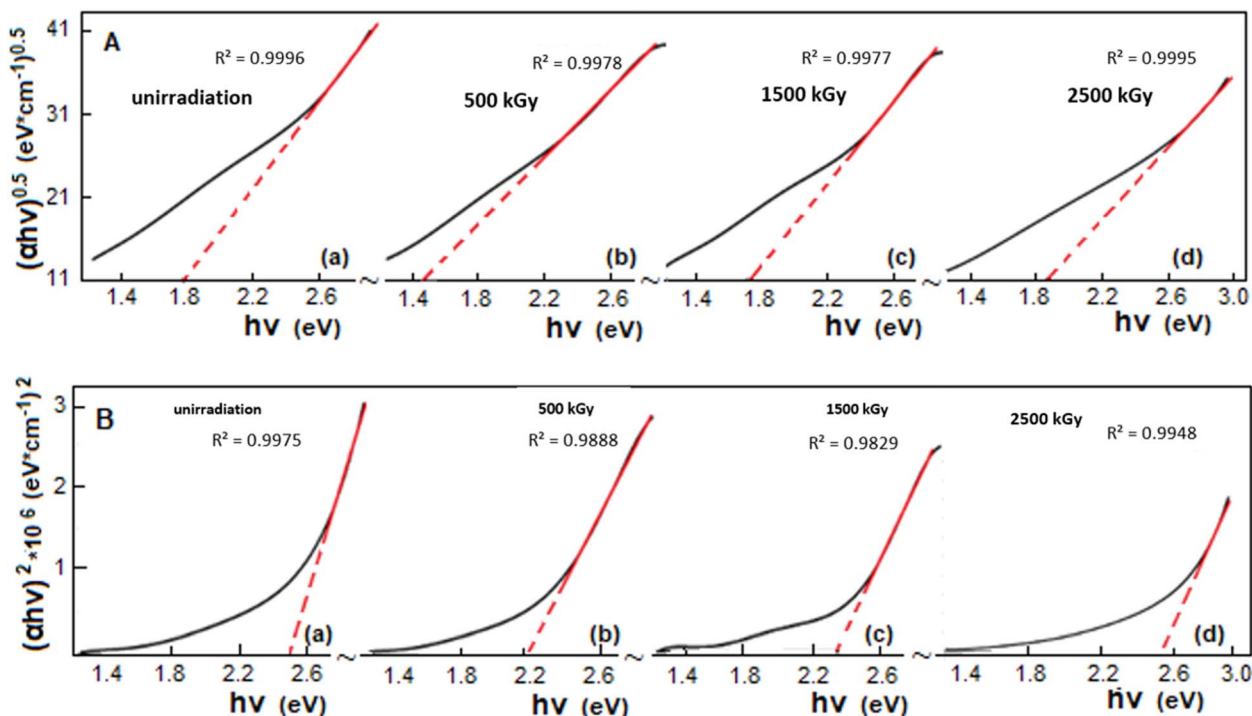 A
(αhν)^0.5 (eV*cm⁻¹)^0.5
41
31
21
11
R² = 0.9996
unirradiation
(a)
R² = 0.9978
500 kGy
(b)
R² = 0.9977
1500 kGy
(c)
R² = 0.9995
2500 kGy
(d)
1.4 1.8 2.2 2.6 ~ 1.4 1.8 2.2 2.6 ~ 1.4 1.8 2.2 2.6 ~ 1.4 1.8 2.2 2.6 3.0
hν (eV) hν (eV) hν (eV) hν (eV)
B
(αhν)² *10⁶ (eV*cm⁻¹)²
3
2
1
unirradiation
R² = 0.9975
(a)
500 kGy
R² = 0.9888
(b)
1500 kGy
R² = 0.9829
(c)
2500 kGy
R² = 0.9948
(d)
1.4 1.8 2.2 2.6 ~ 1.4 1.8 2.2 2.6 ~ 1.4 1.8 2.2 2.6 ~ 1.4 1.8 2.2 2.6 3.0
hν (eV) hν (eV) hν (eV) hν (eV)